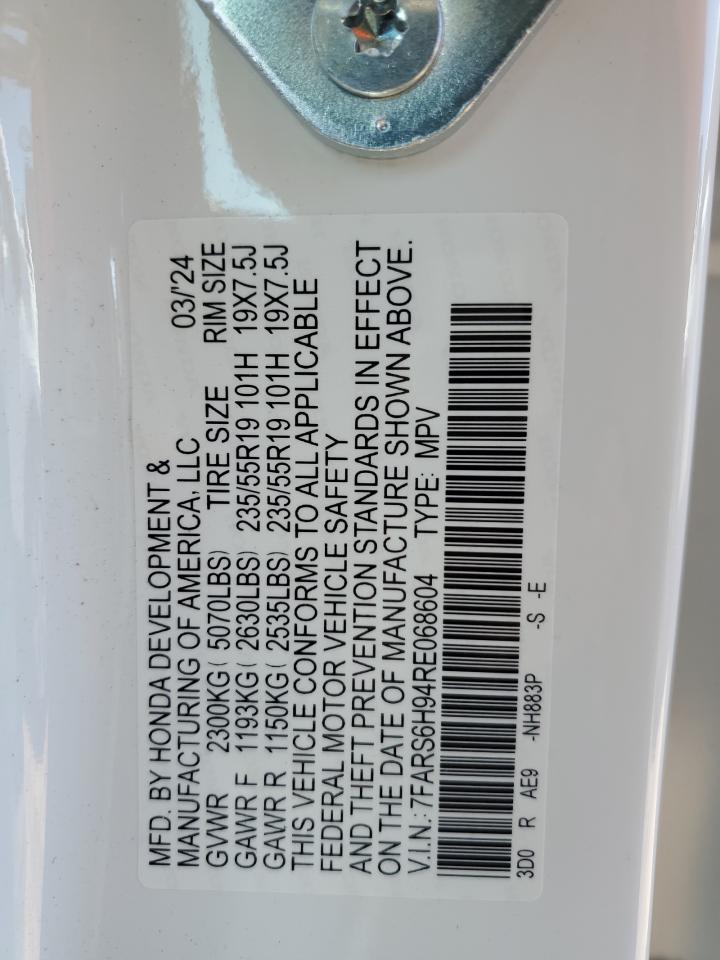 MFD. BY HONDA DEVELOPMENT &
MANUFACTURING OF AMERICA, LLC 03/'24
GVWR 2300KG( 5070LBS) TIRE SIZE RIM SIZE
GAWR F 1193KG( 2630LBS) 235/55R19 101H 19X7.5J
GAWR R 1150KG( 2535LBS) 235/55R19 101H 19X7.5J
THIS VEHICLE CONFORMS TO ALL APPLICABLE
FEDERAL MOTOR VEHICLE SAFETY
AND THEFT PREVENTION STANDARDS IN EFFECT
ON THE DATE OF MANUFACTURE SHOWN ABOVE.
V.I.N.: 7FARS6H94RE068604 TYPE: MPV
3D0 R AE9 -NH883P -S -E